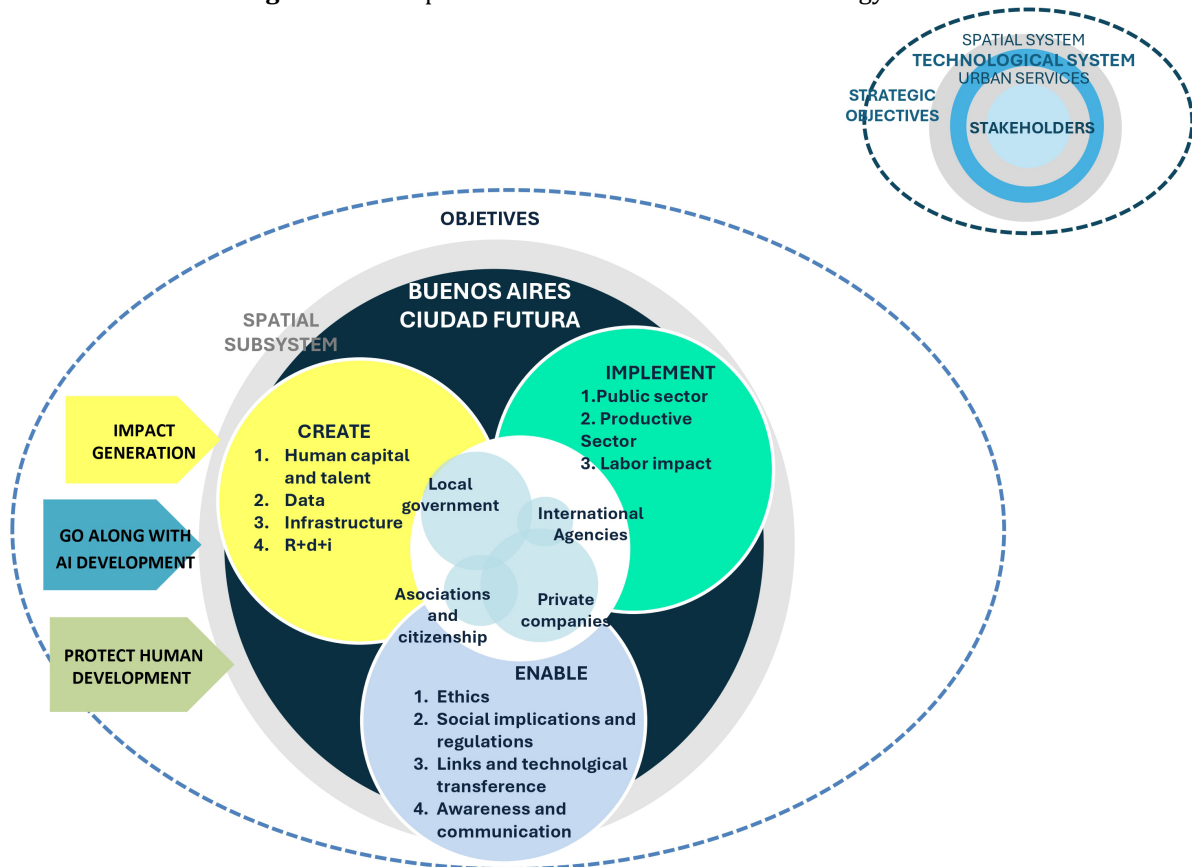 SPATIAL SYSTEM
TECHNOLOGICAL SYSTEM
URBAN SERVICES
STRATEGIC
OBJECTIVES
STAKEHOLDERS
OBJETIVES
BUENOS AIRES
CIUDAD FUTURA
SPATIAL
SUBSYSTEM
IMPACT
GENERATION
GO ALONG WITH
AI DEVELOPMENT
PROTECT HUMAN
DEVELOPMENT
CREATE
1. Human capital
and talent
2. Data
3. Infrastructure
4. R+d+i
IMPLEMENT
1.Public sector
2. Productive
Sector
3. Labor impact
Local
government
International
Agencies
Asociations
and
citizenship
Private
companies
ENABLE
1. Ethics
2. Social implications and
regulations
3. Links and technolgical
transference
4. Awareness and
communication